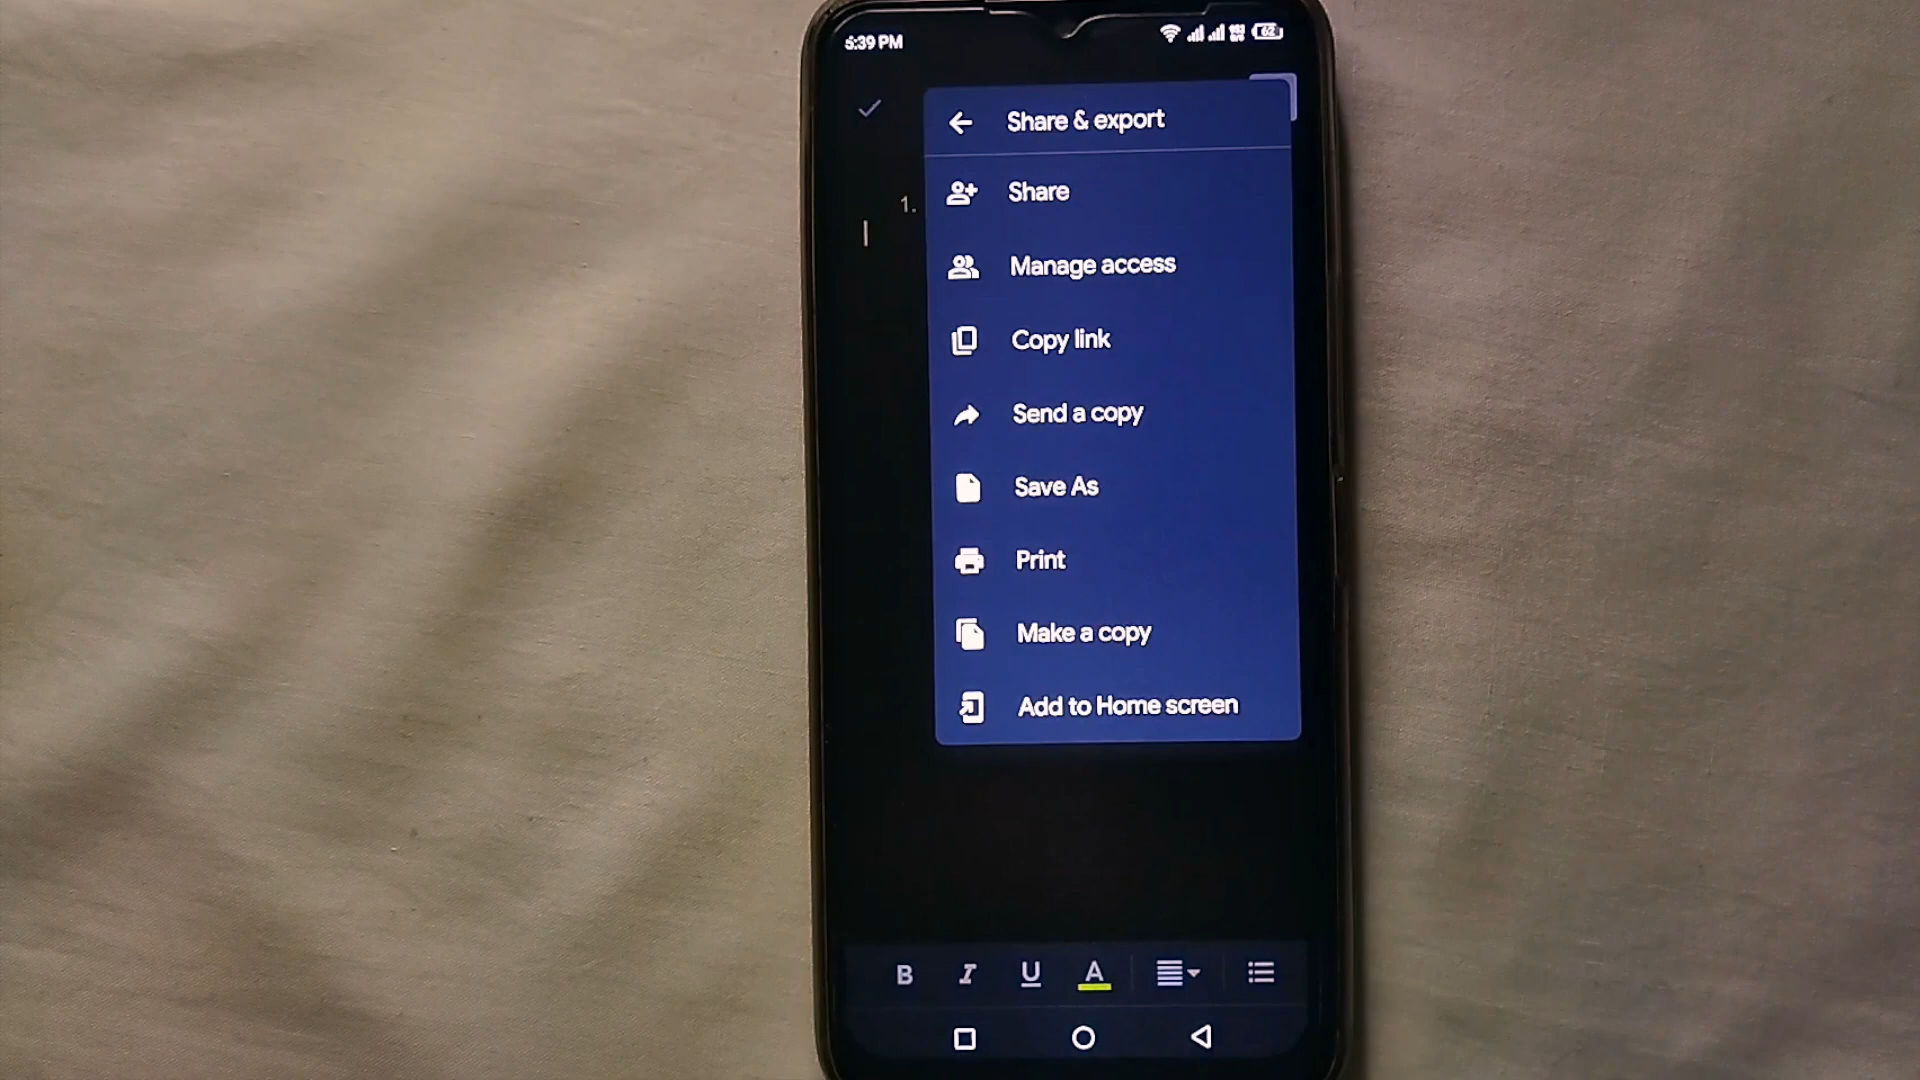 5:39 PM
62
Share & export
Share
1.
Manage access
Copy link
Send a copy
Save As
Print
Make a copy
Add to Home screen
B I U A